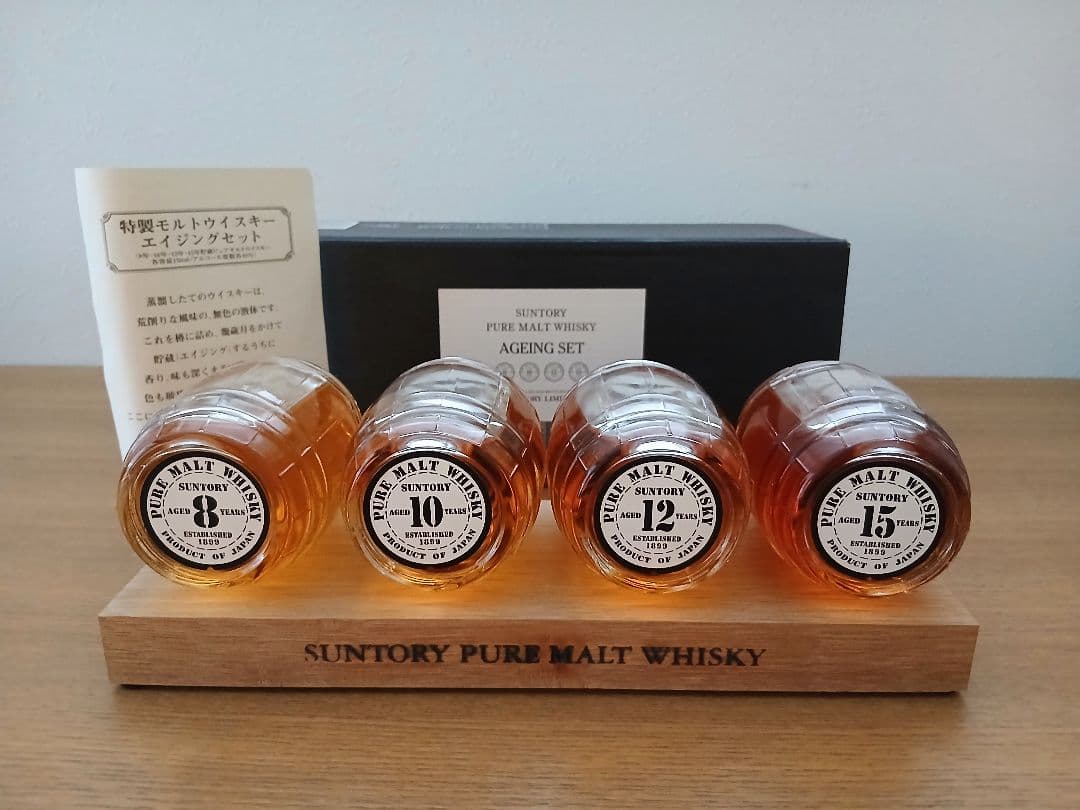 特製モルトウイスキー
エイジングセット
蒸溜したてのウイスキーは、
荒削りな風味の、無色の液体です。
これを樽に詰め、幾歳月をかけて
貯蔵(エイジング)するうちに
香り、味も深く
色も
ここに
SUNTORY
PURE MALT WHISKY
AGEING SET
PURE MALT WHISKY
SUNTORY
AGED 8 YEARS
ESTABLISHED
1899
PRODUCT OF JAPAN
PURE MALT WHISKY
SUNTORY
AGED 10 YEARS
ESTABLISHED
1899
PRODUCT OF JAPAN
PURE MALT WHISKY
SUNTORY
AGED 12 YEARS
ESTABLISHED
1899
PRODUCT OF JAPAN
PURE MALT WHISKY
SUNTORY
AGED 15 YEARS
ESTABLISHED
1899
PRODUCT OF JAPAN
SUNTORY PURE MALT WHISKY